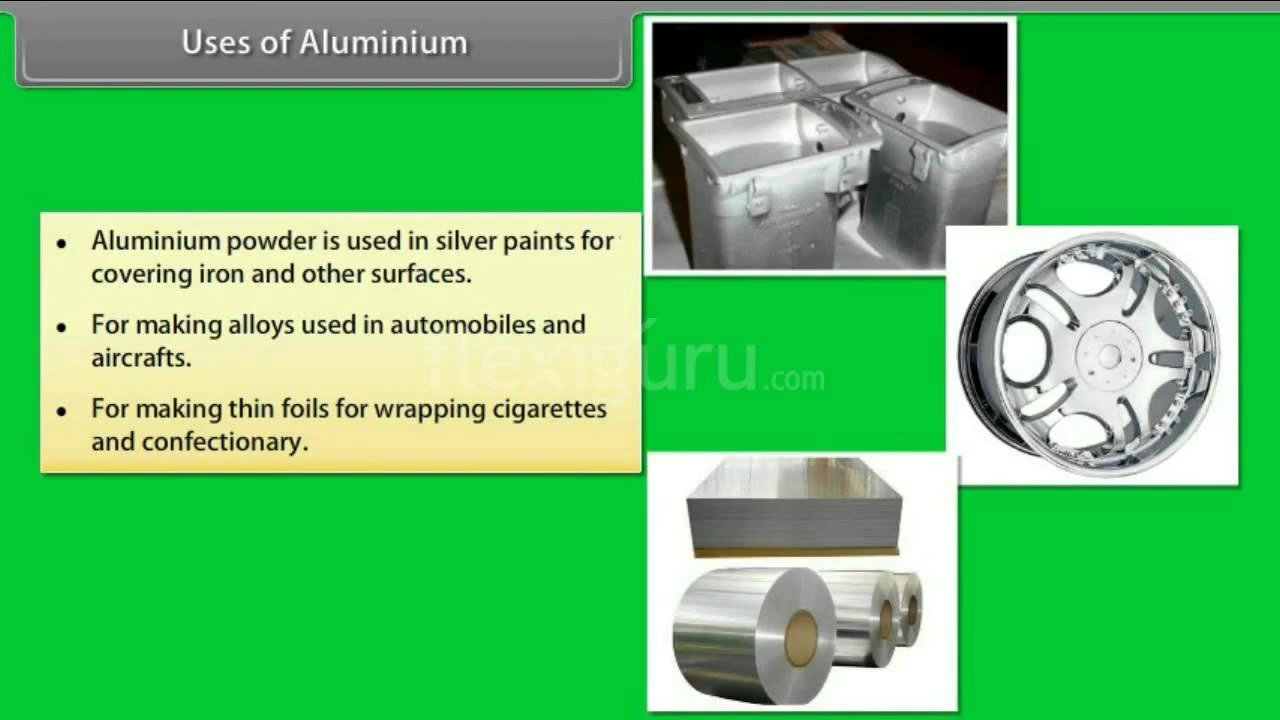 Uses of Aluminium
• Aluminium powder is used in silver paints for
covering iron and other surfaces.
• For making alloys used in automobiles and
aircrafts.
• For making thin foils for wrapping cigarettes
and confectionary.
flexiguru.com